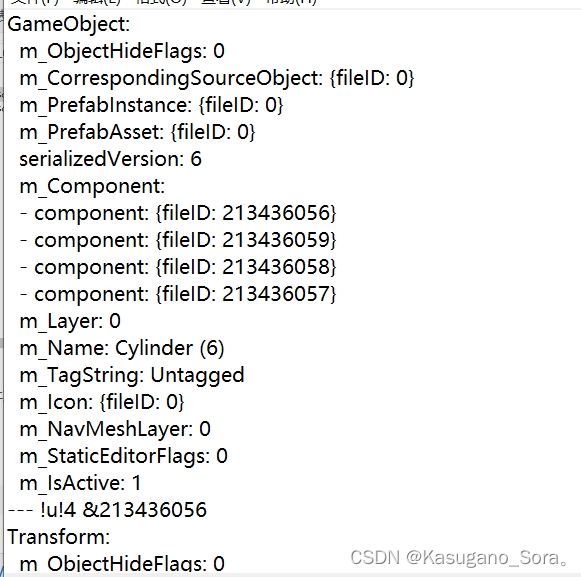 GameObject:
m_ObjectHideFlags: 0
m_CorrespondingSourceObject: {fileID: 0}
m_PrefabInstance: {fileID: 0}
m_PrefabAsset: {fileID: 0}
serializedVersion: 6
m_Component:
- component: {fileID: 213436056}
- component: {fileID: 213436059}
- component: {fileID: 213436058}
- component: {fileID: 213436057}
m_Layer: 0
m_Name: Cylinder (6)
m_TagString: Untagged
m_Icon: {fileID: 0}
m_NavMeshLayer: 0
m_StaticEditorFlags: 0
m_IsActive: 1
--- !u!4 &213436056
Transform:
m_ObjectHideFlags: 0
CSDN @Kasugano_Sora。